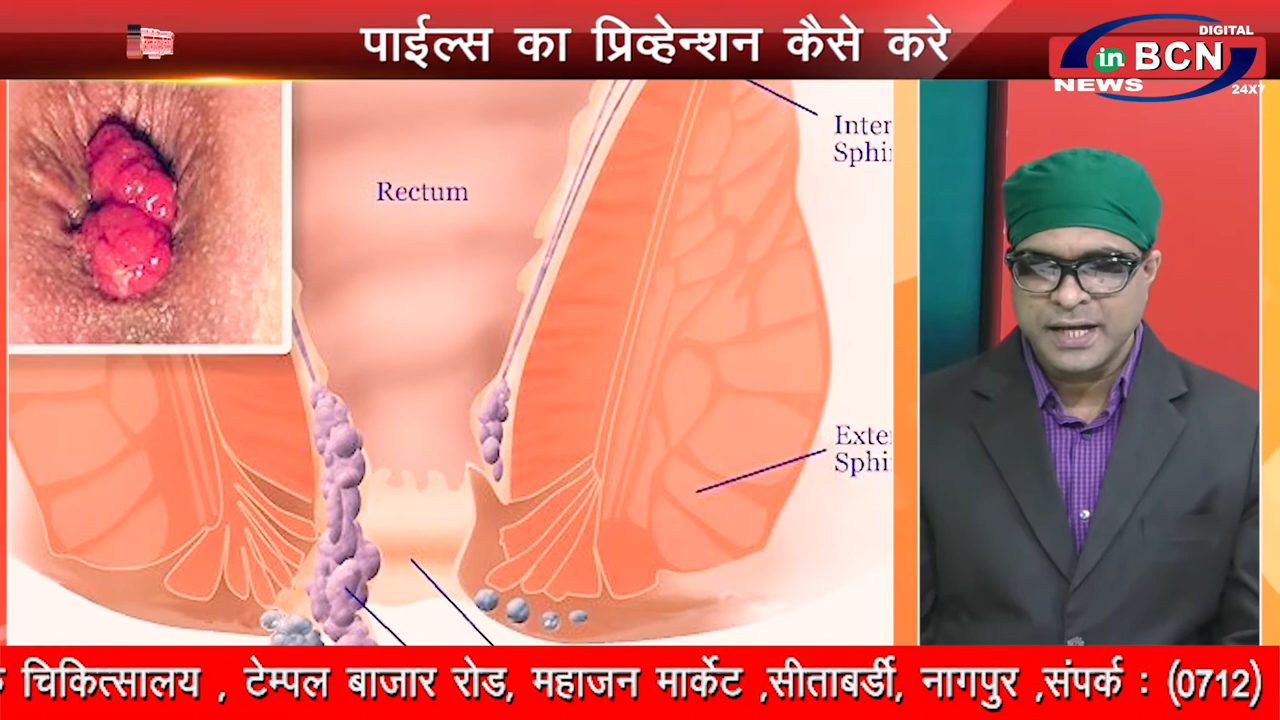 पाईल्स का प्रिव्हेन्शन कैसे करे
DIGITAL
in BCN
NEWS
24X7
Inter
Sphi
Rectum
Exte
Sphi
चिकित्सालय , टेम्पल बाजार रोड, महाजन मार्केट ,सीताबर्डी, नागपुर ,संपर्क : (0712)